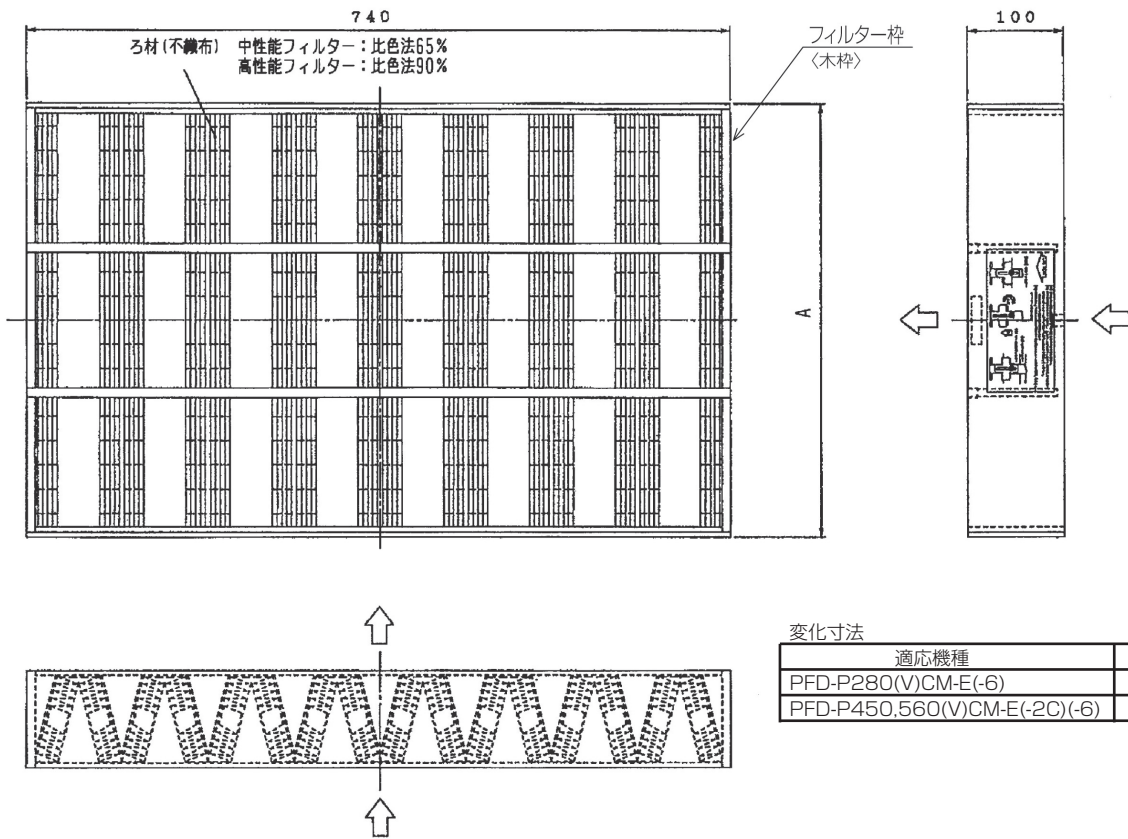 740
100
ろ材(不織布) 中性能フィルター：比色法65%
高性能フィルター：比色法90%
フィルター枠
〈木枠〉
A
変化寸法
適応機種
PFD-P280(V)CM-E(-6)
PFD-P450,560(V)CM-E(-2C)(-6)